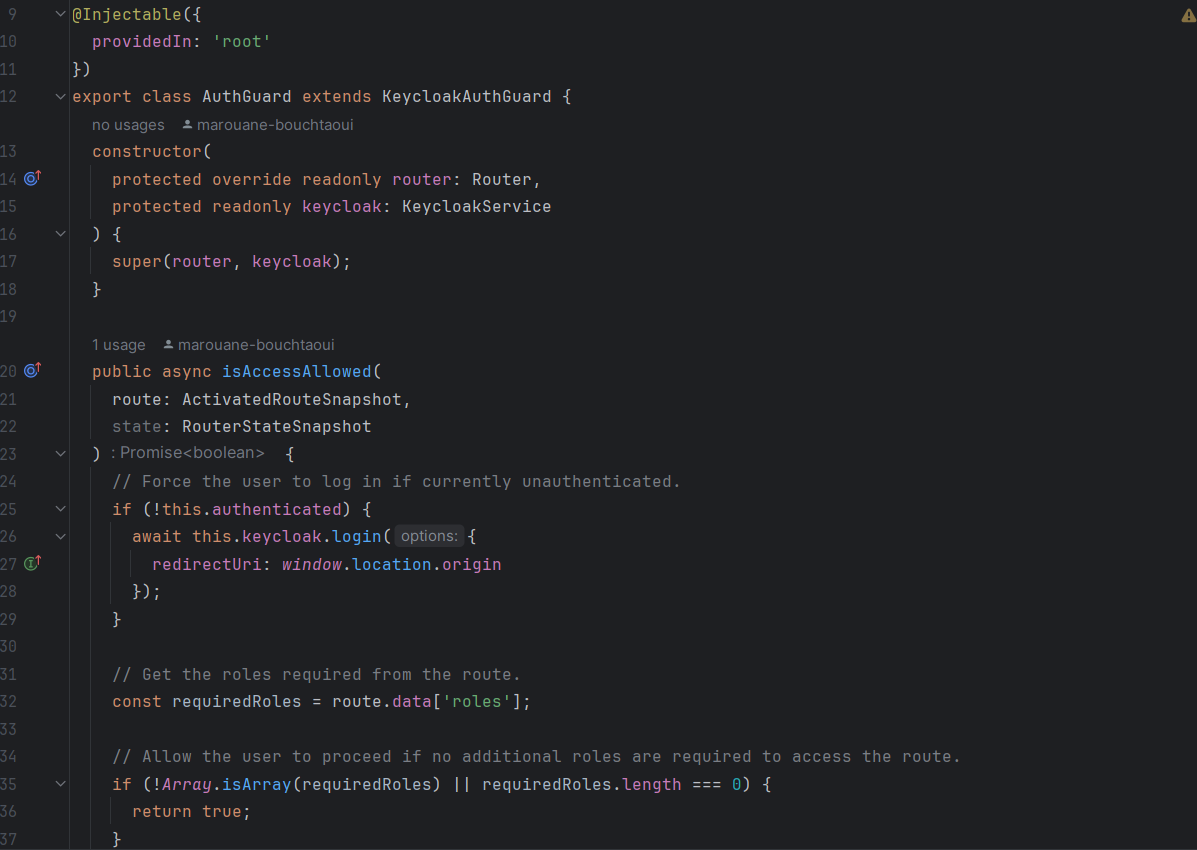 9 @Injectable({
10 providedIn: 'root'
11 })
12 export class AuthGuard extends KeycloakAuthGuard {
no usages marouane-bouchtaoui
13 constructor(
14 protected override readonly router: Router,
15 protected readonly keycloak: KeycloakService
16 ) {
17 super(router, keycloak);
18 }
19
1 usage marouane-bouchtaoui
20 public async isAccessAllowed(
21 route: ActivatedRouteSnapshot,
22 state: RouterStateSnapshot
23 ) : Promise<boolean> {
24 // Force the user to log in if currently unauthenticated.
25 if (!this.authenticated) {
26 await this.keycloak.login( options: {
27 redirectUri: window.location.origin
28 });
29 }
30
31 // Get the roles required from the route.
32 const requiredRoles = route.data['roles'];
33
34 // Allow the user to proceed if no additional roles are required to access the route.
35 if (!Array.isArray(requiredRoles) || requiredRoles.length === 0) {
36 return true;
37 }